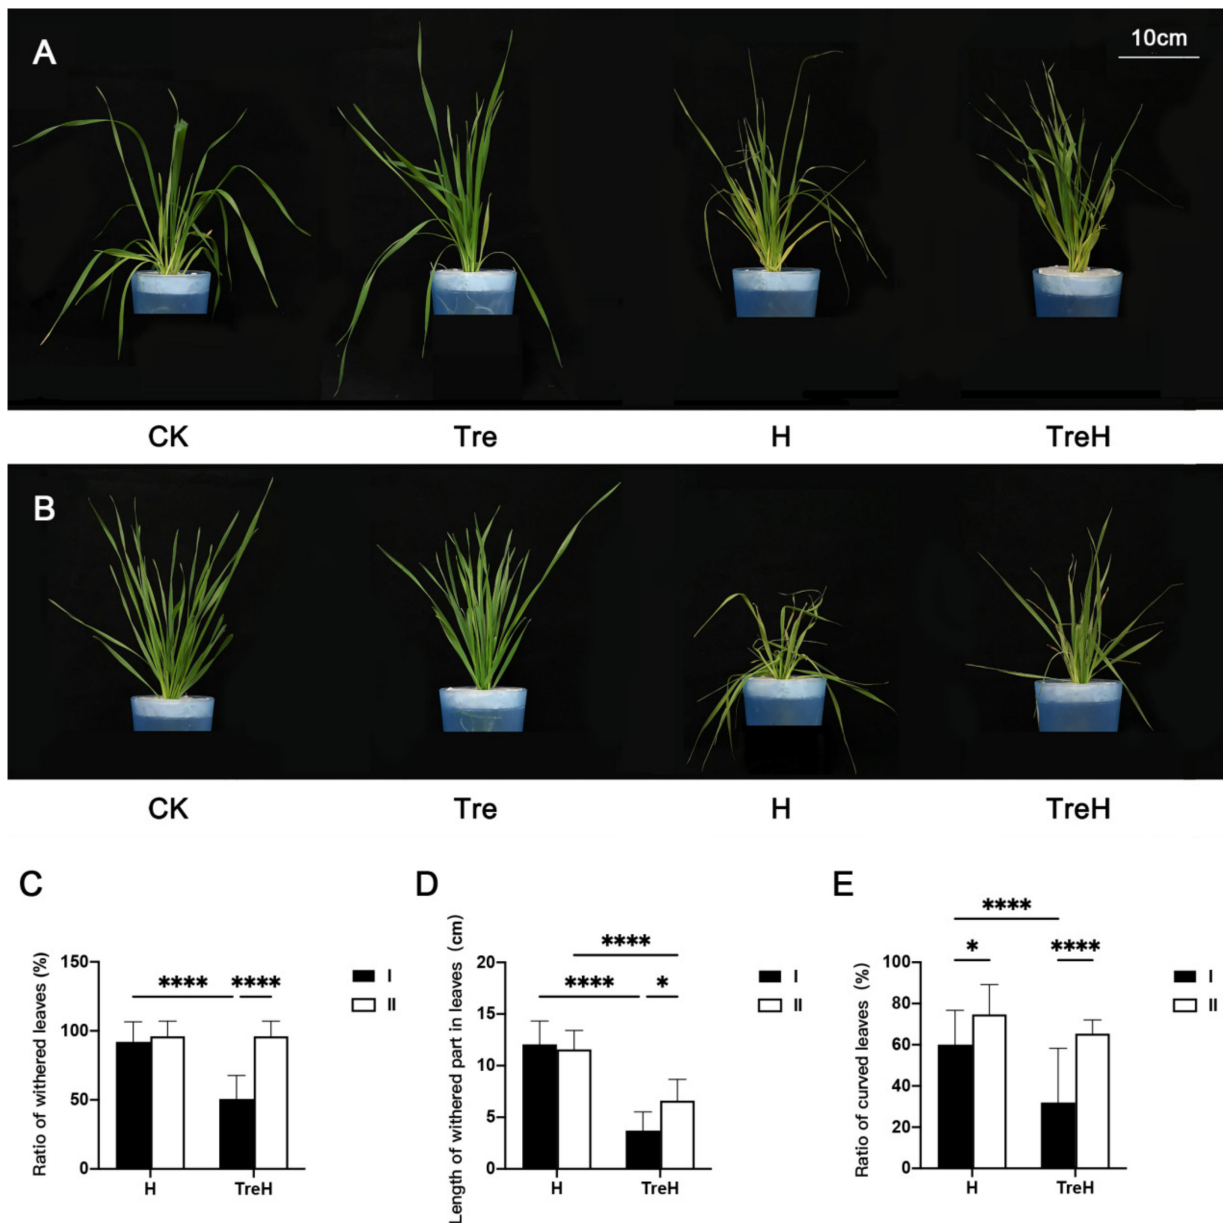 A
10cm
CK Tre H TreH
B
CK Tre H TreH
C
Ratio of withered leaves (%)
150
100
50
0
**** ****
I
II
H TreH
D
Length of withered part in leaves (cm)
20
15
10
5
0
****
**** *
I
II
H TreH
E
Ratio of curved leaves (%)
100
80
60
40
20
0
****
* ****
I
II
H TreH